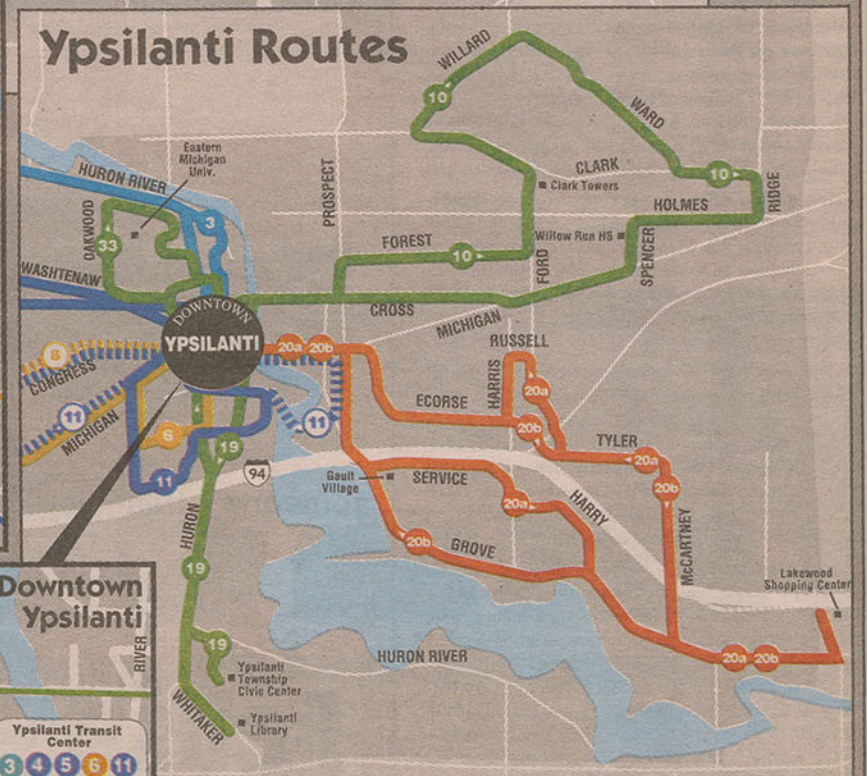 Ypsilanti Routes
WILLARD
10
WARD
Eastern
Michigan
Univ.
HURON RIVER
PROSPECT
CLARK
10
Clark Towers
RIDGE
OAKWOOD
3
HOLMES
33
FOREST
10
Willow Run HS
FORD
SPENCER
WASHTENAW
CROSS
MICHIGAN
DOWNTOWN
YPSILANTI
20a 20b
RUSSELL
5
CONGRESS
HARRIS
20a
ECORSE
11
MICHIGAN
6
11
20b
TYLER
20a
19
94
11
Gault
Village
SERVICE
20a
HARRY
20b
HURON
20b
GROVE
McCARTNEY
19
Lakewood
Shopping Center
Downtown
Ypsilanti
RIVER
19
HURON RIVER
20a 20b
Ypsilanti
Township
Civic Center
WHITAKER
Ypsilanti
Library
Ypsilanti Transit
Center
3 4 5 6 11